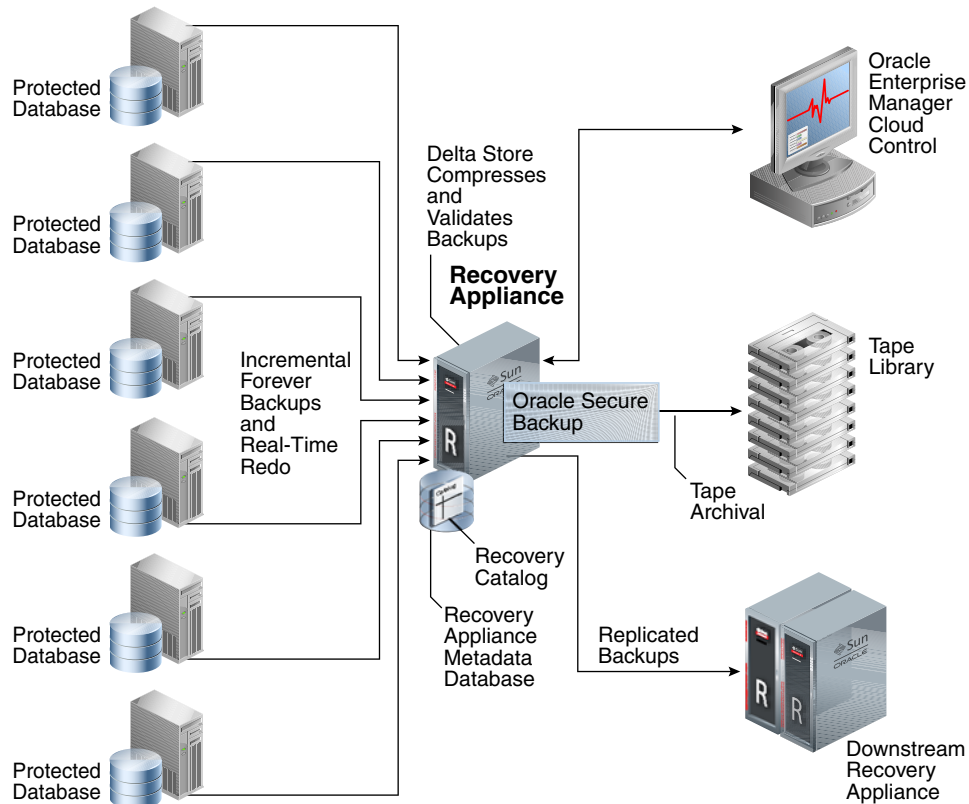 Protected
Database
Protected
Database
Protected
Database
Protected
Database
Protected
Database
Protected
Database
Incremental
Forever
Backups
and
Real-Time
Redo
Delta Store
Compresses
and
Validates
Backups
Recovery
Appliance
Sun
ORACLE
R
Oracle Secure
Backup
Catalog
Recovery
Catalog
Recovery
Appliance
Metadata
Database
Oracle
Enterprise
Manager
Cloud
Control
Tape
Library
Tape
Archival
Replicated
Backups
Sun
ORACLE
R
R
Downstream
Recovery
Appliance